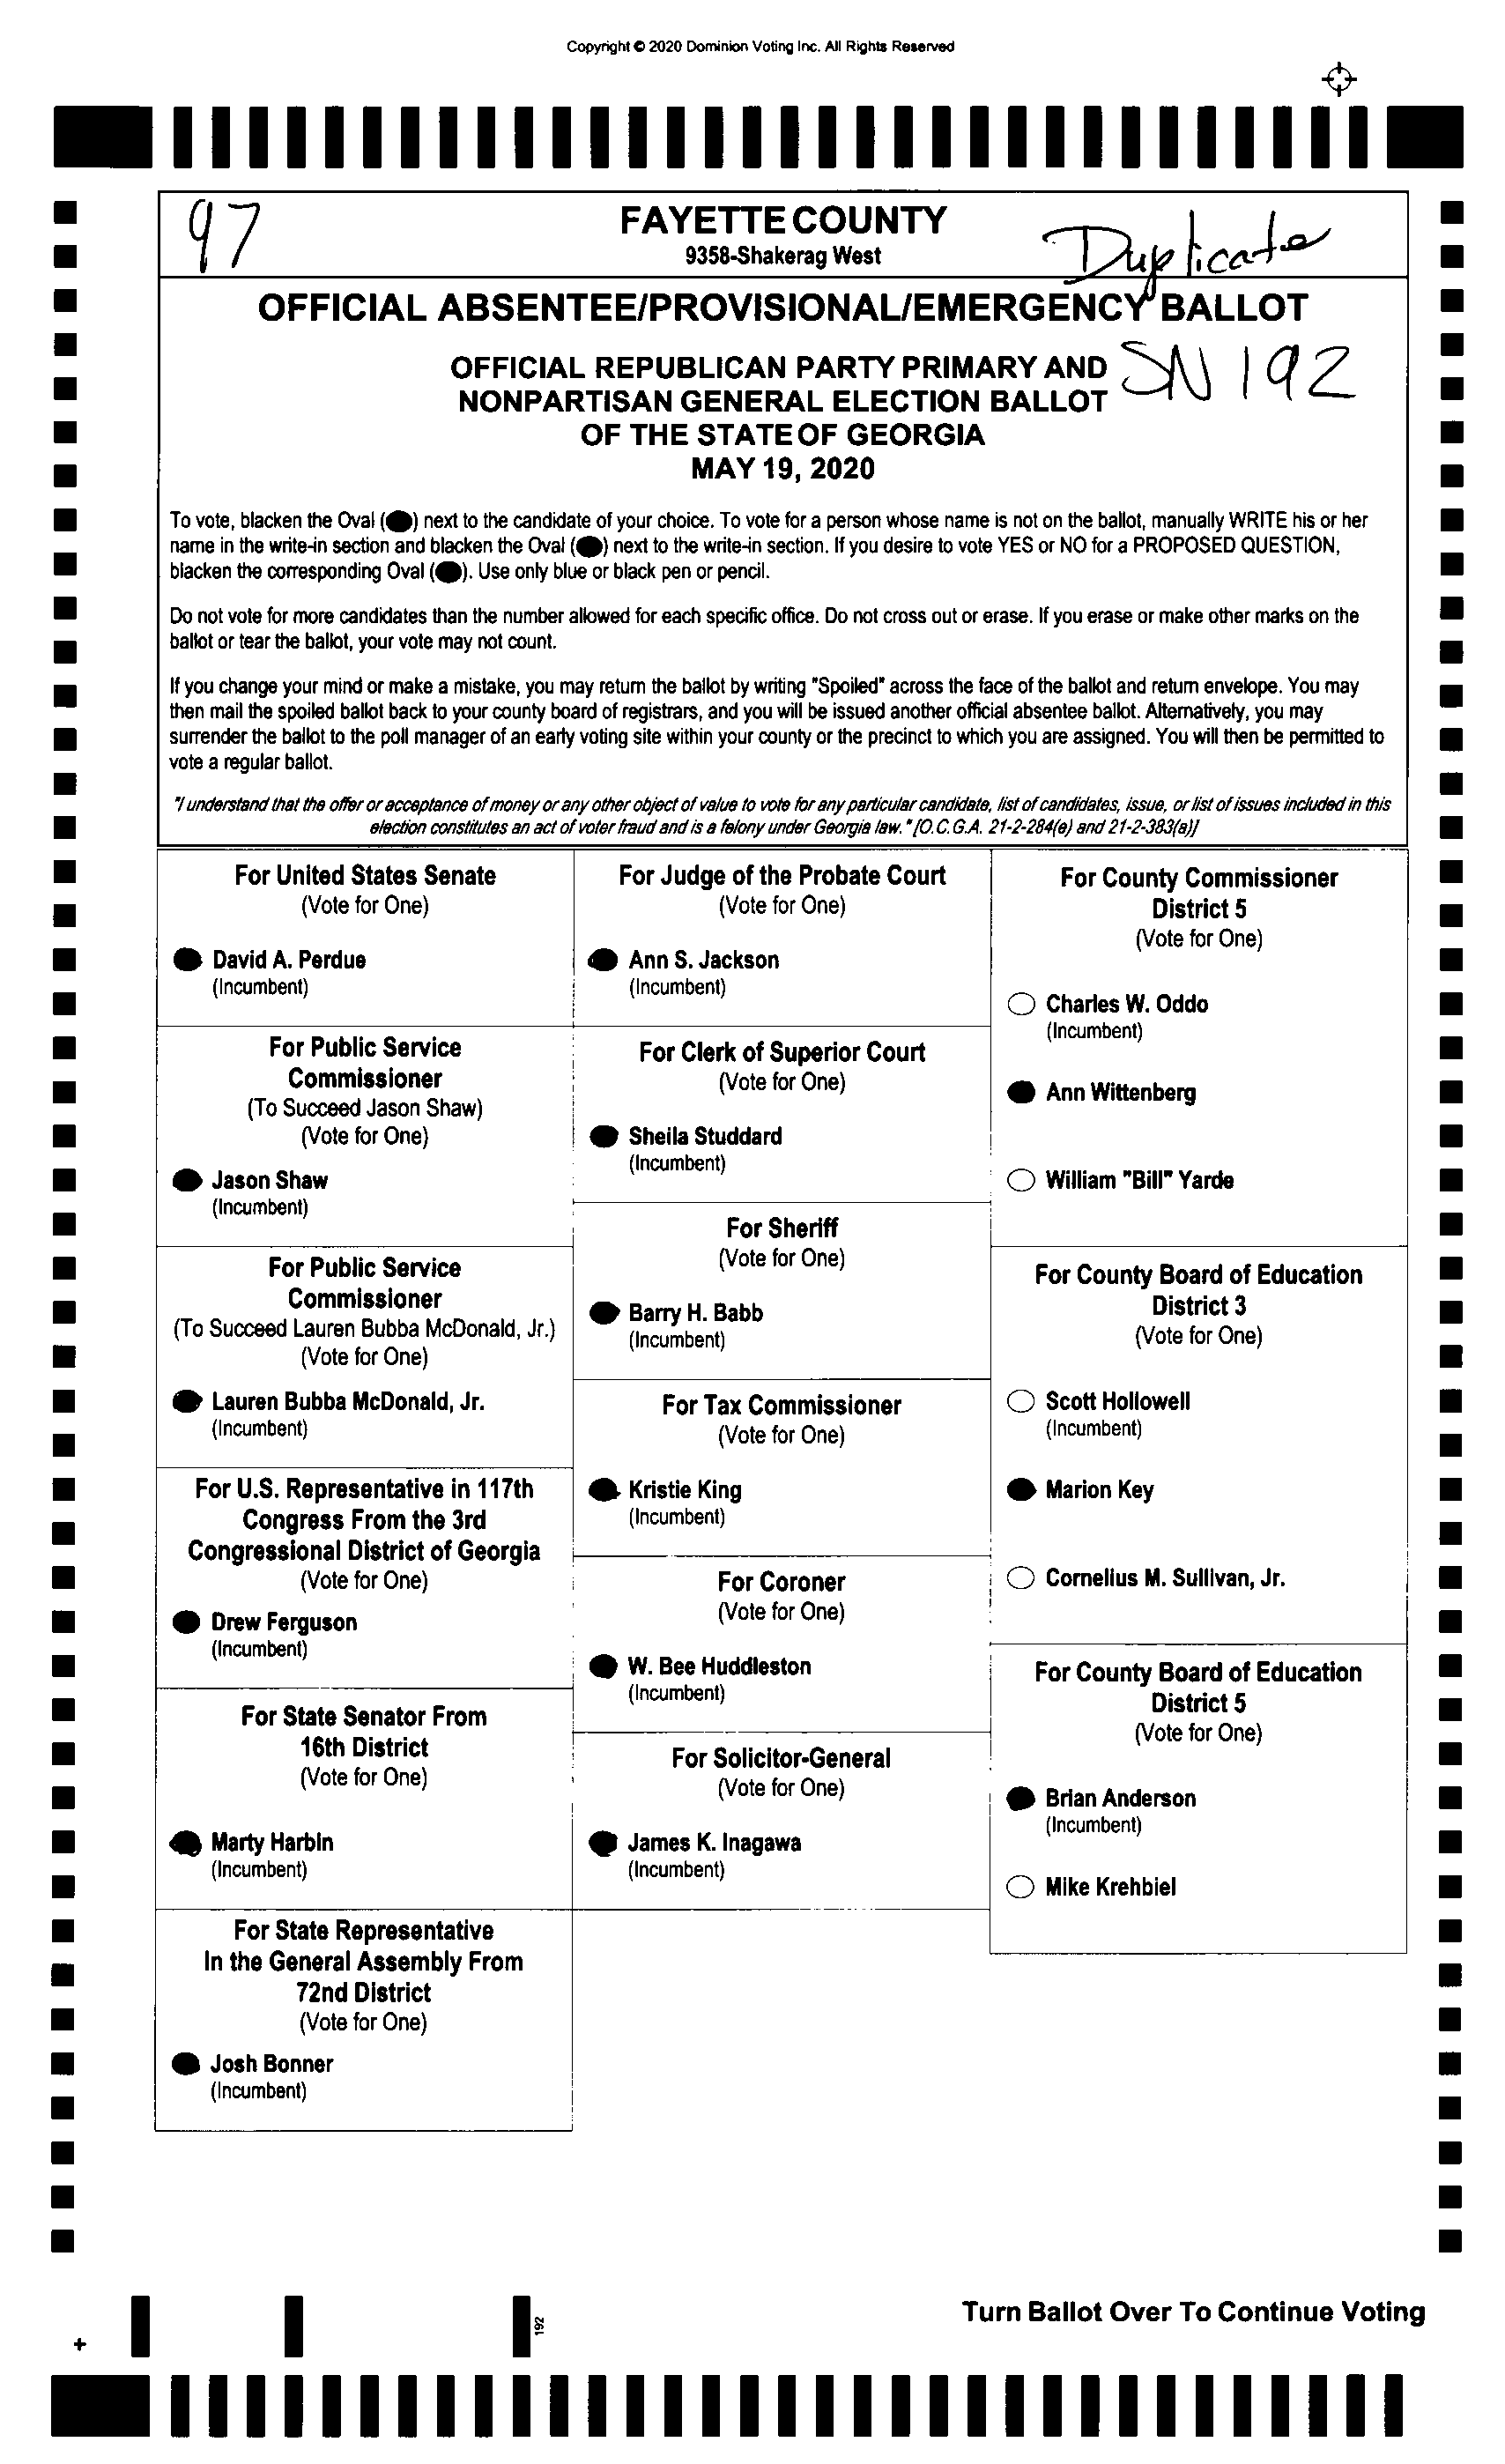 Copyright © 2020 Dominion Voting Inc. All Rights Reserved
97
FAYETTE COUNTY
9358-Shakerag West
Duplicate
OFFICIAL ABSENTEE/PROVISIONAL/EMERGENCY BALLOT
OFFICIAL REPUBLICAN PARTY PRIMARY AND
NONPARTISAN GENERAL ELECTION BALLOT
OF THE STATE OF GEORGIA
MAY 19, 2020
SN 192
To vote, blacken the Oval ( ) next to the candidate of your choice. To vote for a person whose name is not on the ballot, manually WRITE his or her
name in the write-in section and blacken the Oval ( ) next to the write-in section. If you desire to vote YES or NO for a PROPOSED QUESTION,
blacken the corresponding Oval ( ). Use only blue or black pen or pencil.
Do not vote for more candidates than the number allowed for each specific office. Do not cross out or erase. If you erase or make other marks on the
ballot or tear the ballot, your vote may not count.
If you change your mind or make a mistake, you may return the ballot by writing "Spoiled" across the face of the ballot and return envelope. You may
then mail the spoiled ballot back to your county board of registrars, and you will be issued another official absentee ballot. Alternatively, you may
surrender the ballot to the poll manager of an early voting site within your county or the precinct to which you are assigned. You will then be permitted to
vote a regular ballot.
"I understand that the offer or acceptance of money or any other object of value to vote for any particular candidate, list of candidates, issue, or list of issues included in this
election constitutes an act of voter fraud and is a felony under Georgia law." [O.C.G.A. 21-2-284(e) and 21-2-383(a)]
For United States Senate
(Vote for One)
David A. Perdue
(Incumbent)
For Public Service
Commissioner
(To Succeed Jason Shaw)
(Vote for One)
Jason Shaw
(Incumbent)
For Public Service
Commissioner
(To Succeed Lauren Bubba McDonald, Jr.)
(Vote for One)
Lauren Bubba McDonald, Jr.
(Incumbent)
For U.S. Representative in 117th
Congress From the 3rd
Congressional District of Georgia
(Vote for One)
Drew Ferguson
(Incumbent)
For State Senator From
16th District
(Vote for One)
Marty Harbin
(Incumbent)
For State Representative
In the General Assembly From
72nd District
(Vote for One)
Josh Bonner
(Incumbent)
For Judge of the Probate Court
(Vote for One)
Ann S. Jackson
(Incumbent)
For Clerk of Superior Court
(Vote for One)
Sheila Studdard
(Incumbent)
For Sheriff
(Vote for One)
Barry H. Babb
(Incumbent)
For Tax Commissioner
(Vote for One)
Kristie King
(Incumbent)
For Coroner
(Vote for One)
W. Bee Huddleston
(Incumbent)
For Solicitor-General
(Vote for One)
James K. Inagawa
(Incumbent)
For County Commissioner
District 5
(Vote for One)
Charles W. Oddo
(Incumbent)
Ann Wittenberg
William "Bill" Yarde
For County Board of Education
District 3
(Vote for One)
Scott Hollowell
(Incumbent)
Marion Key
Cornelius M. Sullivan, Jr.
For County Board of Education
District 5
(Vote for One)
Brian Anderson
(Incumbent)
Mike Krehbiel
Turn Ballot Over To Continue Voting
192